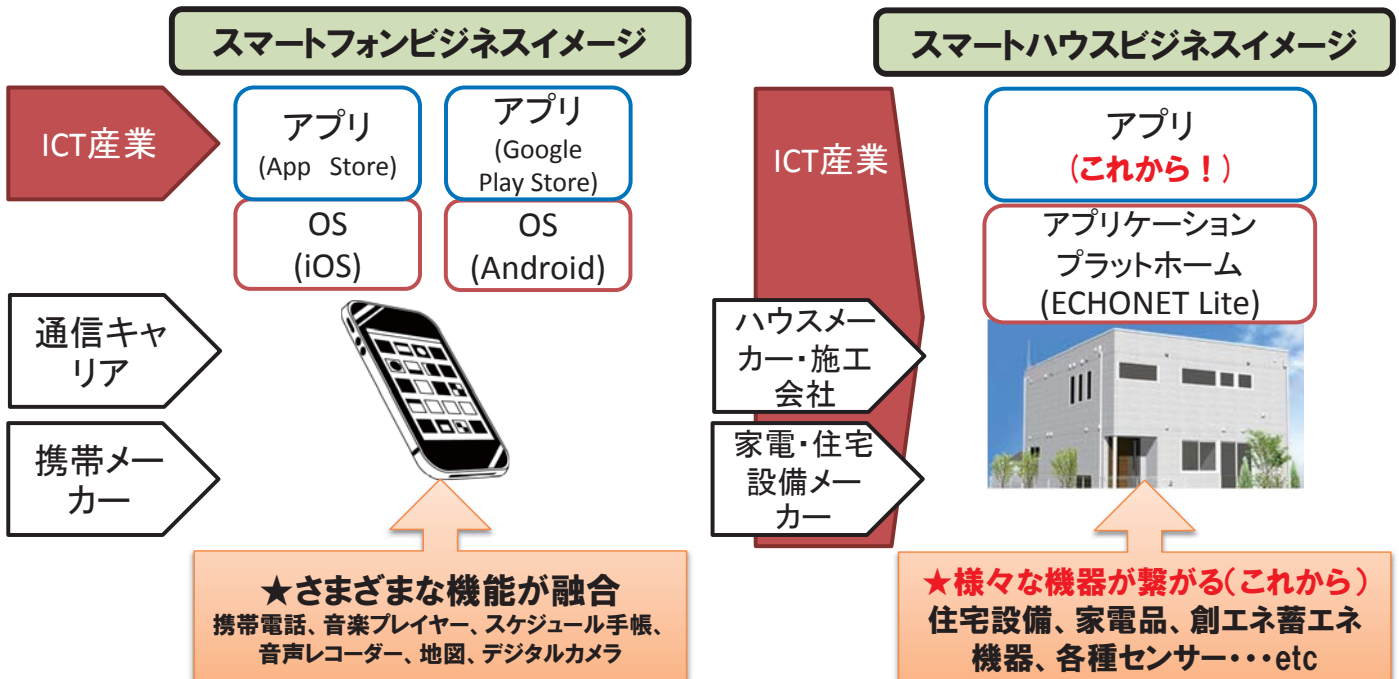 スマートフォンビジネスイメージ
ICT産業
アプリ
(App Store)
アプリ
(Google
Play Store)
OS
(iOS)
OS
(Android)
通信キャ
リア
携帯メー
カー
★さまざまな機能が融合
携帯電話、音楽プレイヤー、スケジュール手帳、
音声レコーダー、地図、デジタルカメラ
スマートハウスビジネスイメージ
ICT産業
アプリ
(これから！)
アプリケーション
プラットホーム
(ECHONET Lite)
ハウスメー
カー・施工
会社
家電・住宅
設備メー
カー
★様々な機器が繋がる(これから)
住宅設備、家電品、創エネ蓄エネ
機器、各種センサー・・・etc